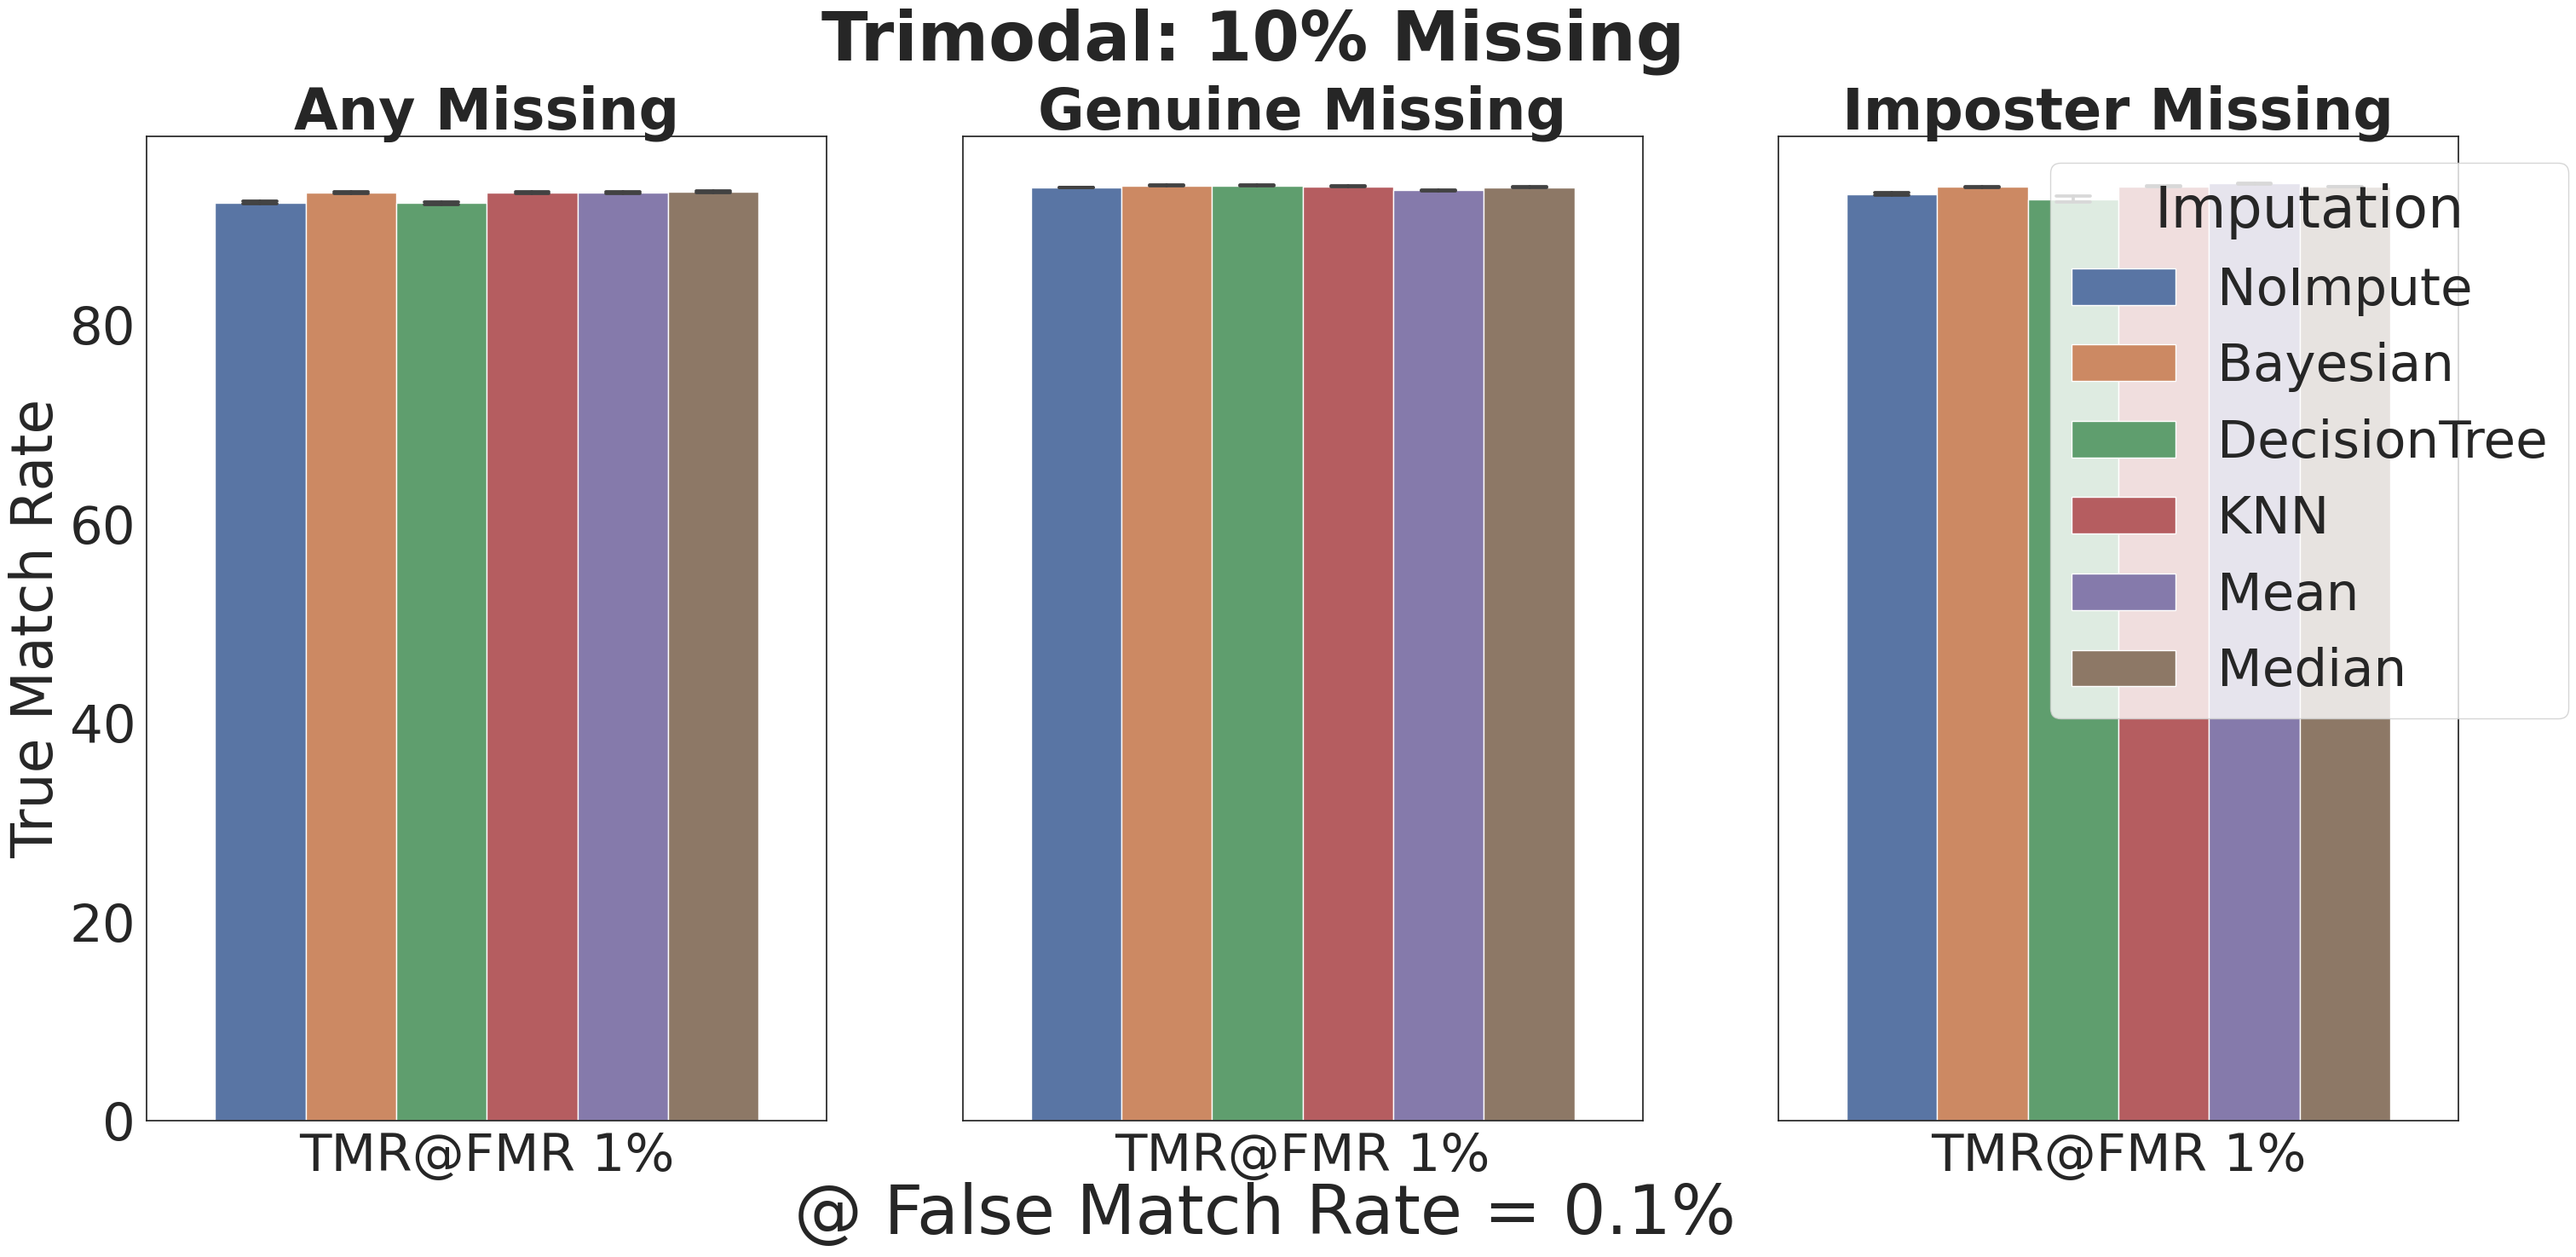 Trimodal: 10% Missing
Any Missing
Genuine Missing
Imposter Missing
True Match Rate
80
60
40
20
0
Imputation
NoImpute
Bayesian
DecisionTree
KNN
Mean
Median
TMR@FMR 1%
TMR@FMR 1%
TMR@FMR 1%
@ False Match Rate = 0.1%